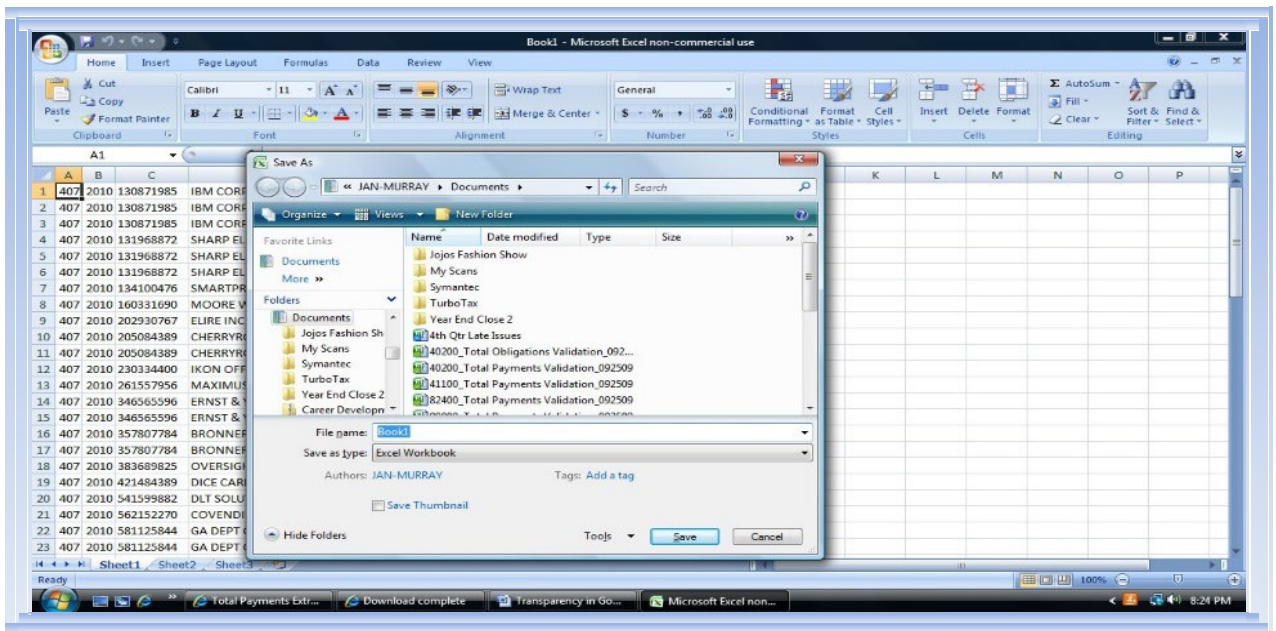 Book1 - Microsoft Excel non-commercial use
Home Insert Page Layout Formulas Data Review View
Cut
Copy
Format Painter
Paste
Clipboard
Calibri 11
B I U
Font
Wrap Text
Merge & Center
Alignment
General
$ % ,
Number
Conditional Formatting
Format as Table
Cell Styles
Styles
Insert Delete Format
Cells
AutoSum
Fill
Clear
Sort & Filter
Find & Select
Editing
A1
A B C K L M N O P
1 407 2010 130871985 IBM CORP
2 407 2010 130871985 IBM CORP
3 407 2010 130871985 IBM CORP
4 407 2010 131968872 SHARP EL
5 407 2010 131968872 SHARP EL
6 407 2010 131968872 SHARP EL
7 407 2010 134100476 SMARTPR
8 407 2010 160331690 MOORE W
9 407 2010 202930767 ELIRE INC
10 407 2010 205084389 CHERRYR
11 407 2010 205084389 CHERRYR
12 407 2010 230334400 IKON OFF
13 407 2010 261557956 MAXIMUS
14 407 2010 346565596 ERNST &
15 407 2010 346565596 ERNST &
16 407 2010 357807784 BRONNER
17 407 2010 357807784 BRONNER
18 407 2010 383689825 OVERSIGH
19 407 2010 421484389 DICE CAR
20 407 2010 541599882 DLT SOLU
21 407 2010 562152270 COVENDI
22 407 2010 581125844 GA DEPT
23 407 2010 581125844 GA DEPT
Save As
« JAN-MURRAY Documents
Search
Organize Views New Folder
Favorite Links
Documents
More »
Folders
Documents
Jojos Fashion Sh
My Scans
Symantec
TurboTax
Year End Close 2
Career Developn
Name Date modified Type Size »
Jojos Fashion Show
My Scans
Symantec
TurboTax
Year End Close 2
4th Qtr Late Issues
40200_Total Obligations Validation_092...
40200_Total Payments Validation_092509
41100_Total Payments Validation_092509
82400_Total Payments Validation_092509
File name: Book1
Save as type: Excel Workbook
Authors: JAN-MURRAY Tags: Add a tag
Save Thumbnail
Hide Folders Tools Save Cancel
Sheet1 Sheet2 Sheet3
Ready 100%
Total Payments Extr... Download complete Transparency in Go... Microsoft Excel non... 8:24 PM